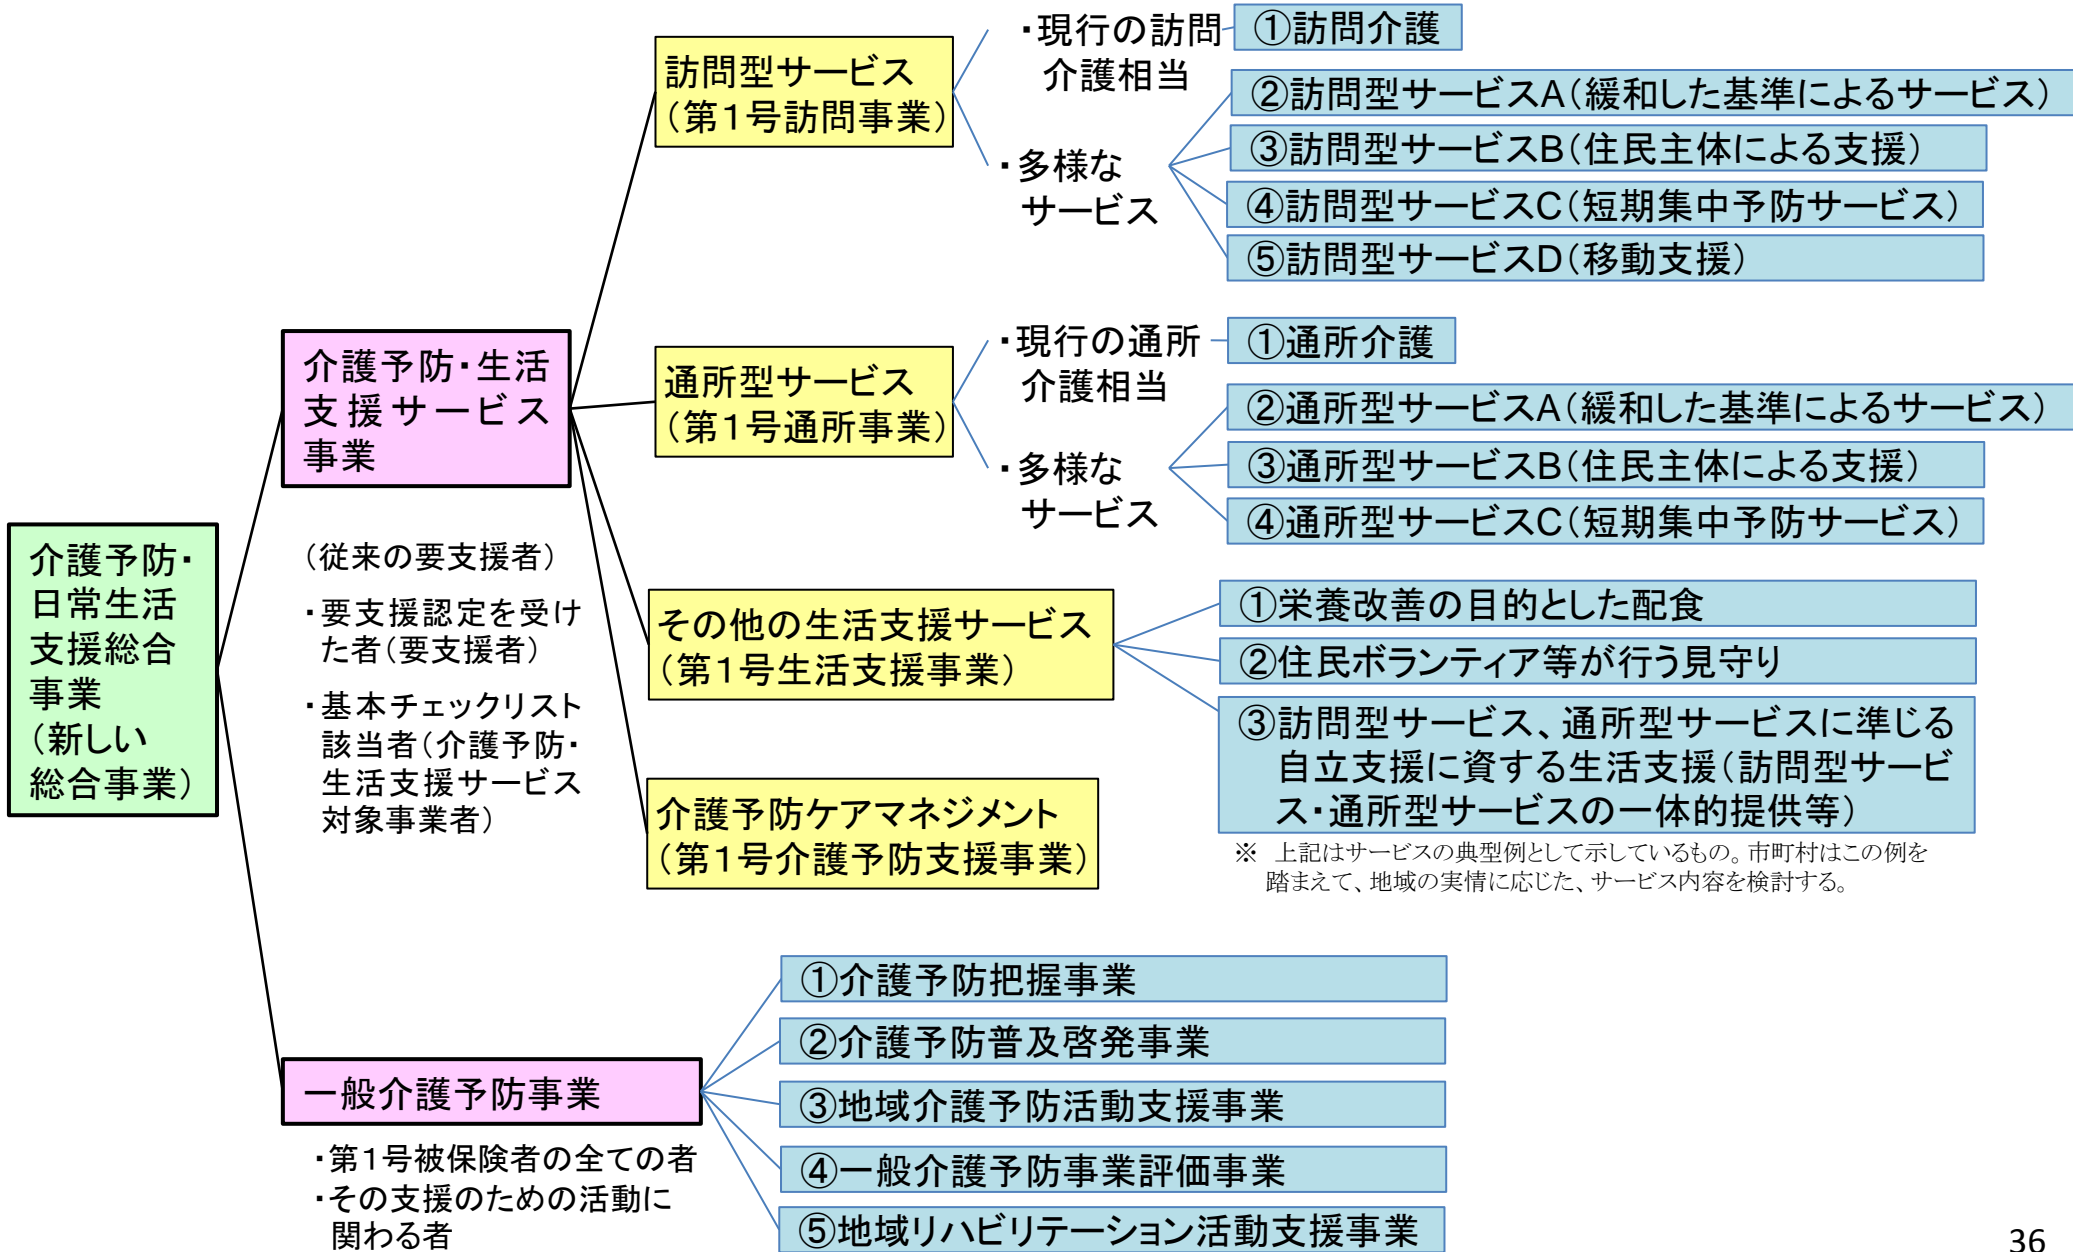 介護予防・
日常生活
支援総合
事業
（新しい
総合事業）
介護予防・生活
支援サービス
事業
（従来の要支援者）
・要支援認定を受け
た者（要支援者）
・基本チェックリスト
該当者（介護予防・
生活支援サービス
対象事業者）
訪問型サービス
（第１号訪問事業）
・現行の訪問
介護相当
①訪問介護
・多様な
サービス
②訪問型サービスA（緩和した基準によるサービス）
③訪問型サービスB（住民主体による支援）
④訪問型サービスC（短期集中予防サービス）
⑤訪問型サービスD（移動支援）
通所型サービス
（第１号通所事業）
・現行の通所
介護相当
①通所介護
・多様な
サービス
②通所型サービスA（緩和した基準によるサービス）
③通所型サービスB（住民主体による支援）
④通所型サービスC（短期集中予防サービス）
その他の生活支援サービス
（第１号生活支援事業）
①栄養改善の目的とした配食
②住民ボランティア等が行う見守り
③訪問型サービス、通所型サービスに準じる
自立支援に資する生活支援（訪問型サービ
ス・通所型サービスの一体的提供等）
介護予防ケアマネジメント
（第１号介護予防支援事業）
※　上記はサービスの典型例として示しているもの。市町村はこの例を
踏まえて、地域の実情に応じた、サービス内容を検討する。
一般介護予防事業
・第１号被保険者の全ての者
・その支援のための活動に
関わる者
①介護予防把握事業
②介護予防普及啓発事業
③地域介護予防活動支援事業
④一般介護予防事業評価事業
⑤地域リハビリテーション活動支援事業
36